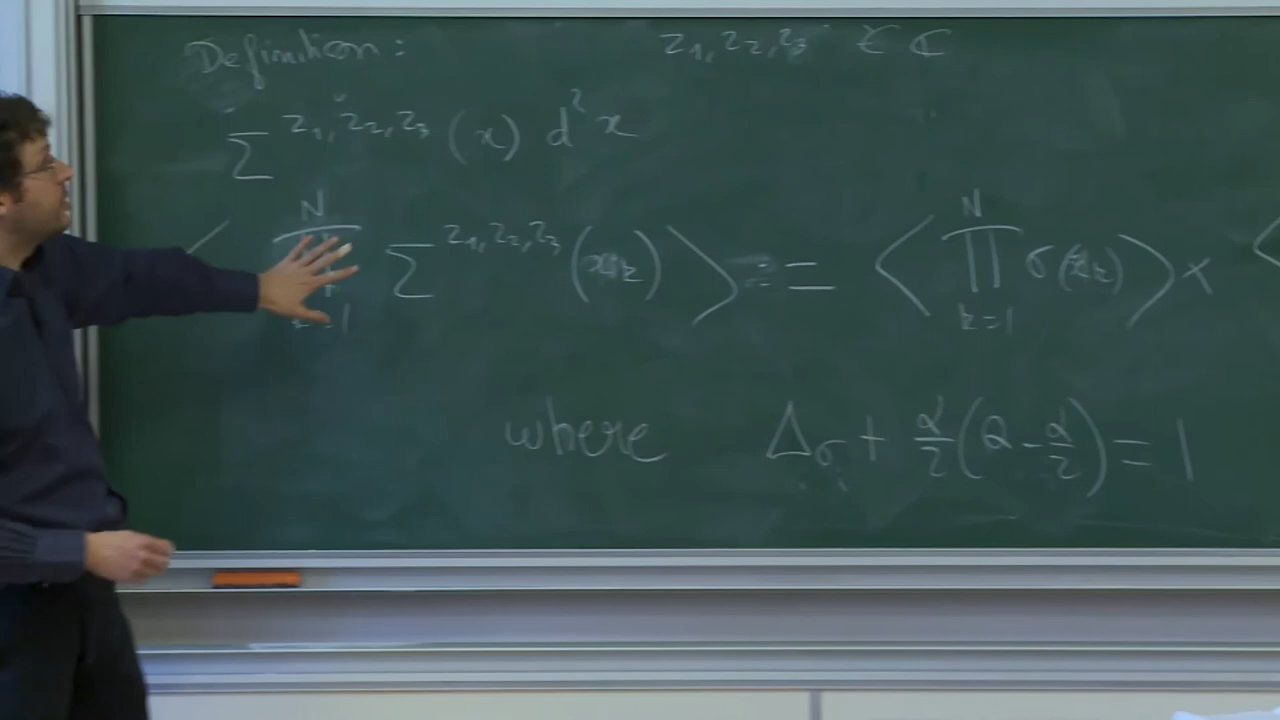 Definition: z₁, z₂, z₃ ∈ ℂ
Σ^{z₁, z₂, z₃} (x) d²x
⟨ ∏_{k=1}^{N} Σ^{z₁, z₂, z₃} (x_k) ⟩ = ⟨ ∏_{k=1}^{N} σ(z_k) ⟩ × ⟨
where Δ_σ + α/2 (Q - α/2) = 1